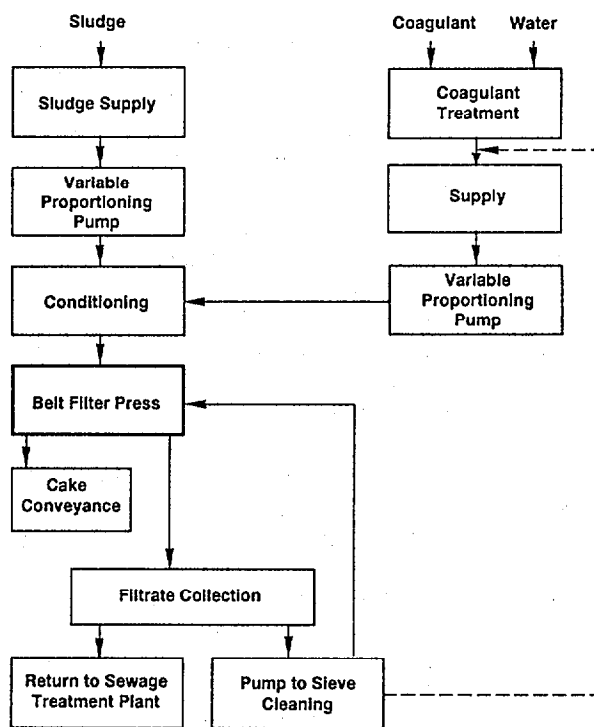 Sludge
Coagulant
Water
Sludge Supply
Coagulant
Treatment
Variable
Proportioning
Pump
Supply
Conditioning
Variable
Proportioning
Pump
Belt Filter Press
Cake
Conveyance
Filtrate Collection
Return to Sewage
Treatment Plant
Pump to Sieve
Cleaning